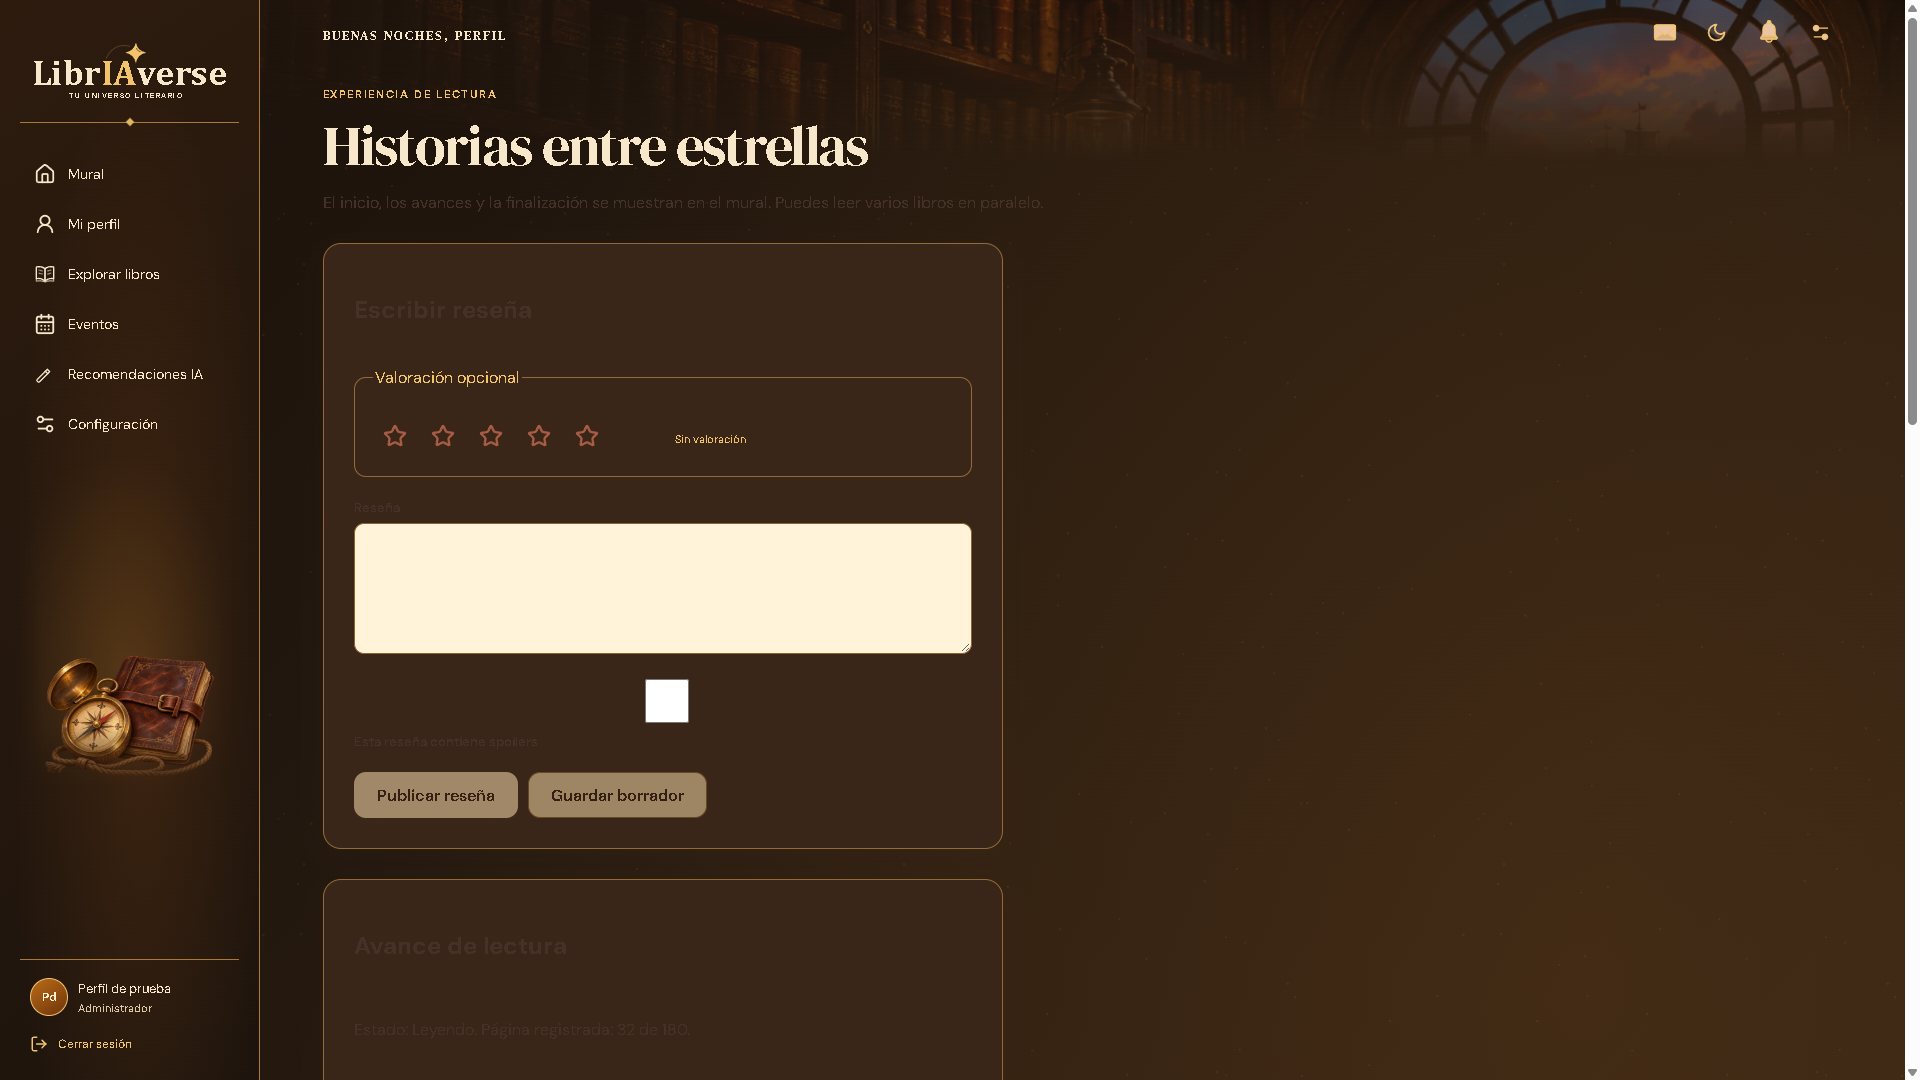 LibrIAverse
TU UNIVERSO LITERARIO
Mural
Mi perfil
Explorar libros
Eventos
Recomendaciones IA
Configuración
Pd
Perfil de prueba
Administrador
Cerrar sesión
BUENAS NOCHES, PERFIL
EXPERIENCIA DE LECTURA
Historias entre estrellas
El inicio, los avances y la finalización se muestran en el mural. Puedes leer varios libros en paralelo.
Escribir reseña
Valoración opcional
Sin valoración
Reseña
Esta reseña contiene spoilers
Publicar reseña
Guardar borrador
Avance de lectura
Estado: Leyendo. Página registrada: 32 de 180.